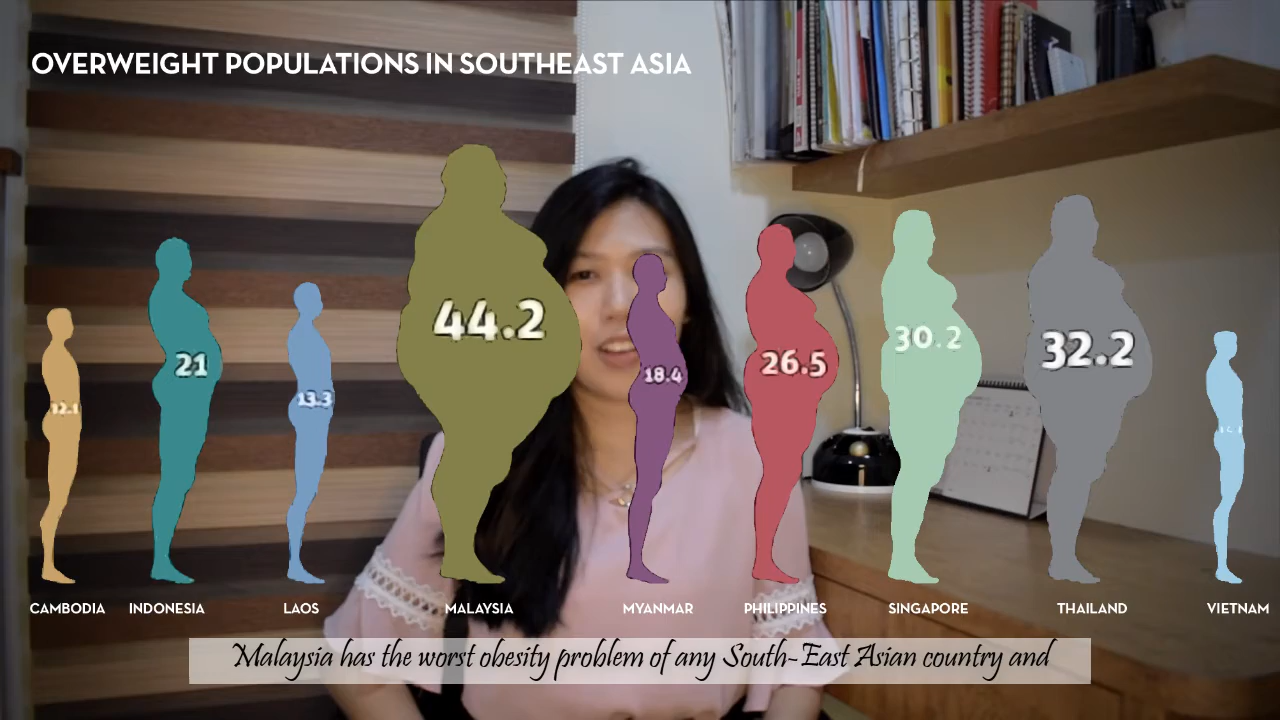 OVERWEIGHT POPULATIONS IN SOUTHEAST ASIA
44.2
30.2
32.2
21
18.4
26.5
13.3
12.1
CAMBODIA INDONESIA LAOS MALAYSIA MYANMAR PHILIPPINES SINGAPORE THAILAND VIETNAM
Malaysia has the worst obesity problem of any South-East Asian country and